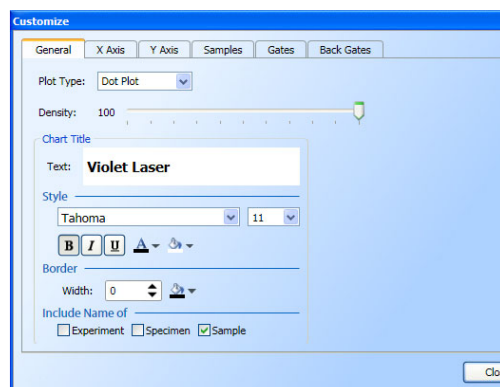 Customize
General X Axis Y Axis Samples Gates Back Gates
Plot Type: Dot Plot
Density: 100
Chart Title
Text: Violet Laser
Style
Tahoma 11
B I U A
Border
Width: 0
Include Name of
Experiment Specimen Sample
Clo